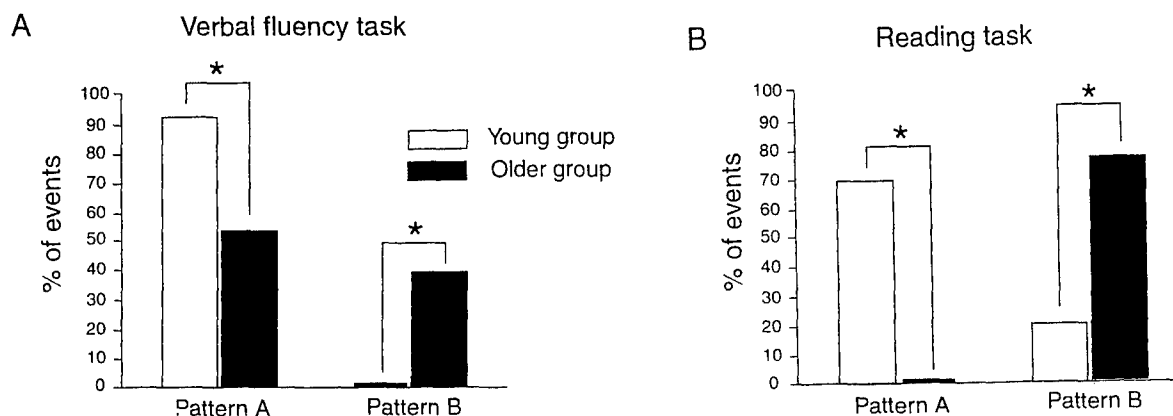 A
Verbal fluency task
*
100
90
80
70
60
50
40
30
20
10
0
% of events
*
Pattern A
Pattern B
Young group
Older group
B
Reading task
*
*
100
90
80
70
60
50
40
30
20
10
0
% of events
Pattern A
Pattern B